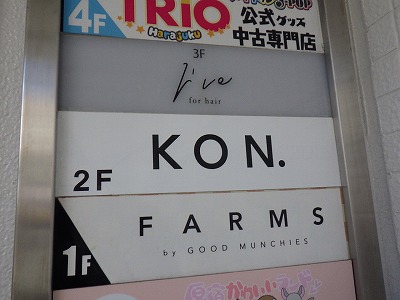 4F TRIO 公式グッズ
Harajuku 中古専門店
3F
I've
for hair
KON.
2F
FARMS
by GOOD MUNCHIES
1F